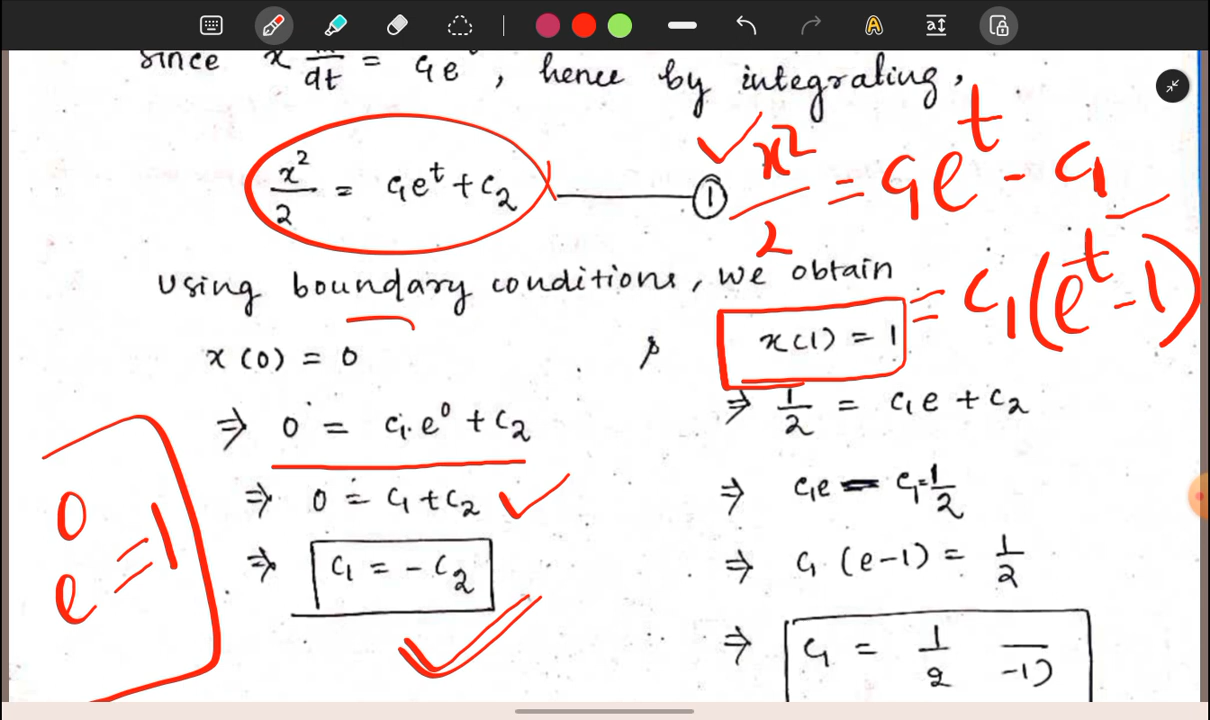 since x dx/dt = c₁e , hence by integrating,
x²/2 = c₁eᵗ + c₂ ——— ①
x²/2 = c₁eᵗ - c₁
= c₁(eᵗ - 1)
Using boundary conditions, we obtain
x(0) = 0
⇒ 0 = c₁.e⁰ + c₂
⇒ 0 = c₁ + c₂
⇒ c₁ = - c₂
e⁰ = 1
x(1) = 1
⇒ 1/2 = c₁e + c₂
⇒ c₁e - c₁ = 1/2
⇒ c₁(e-1) = 1/2
⇒ c₁ = 1/2 -1)